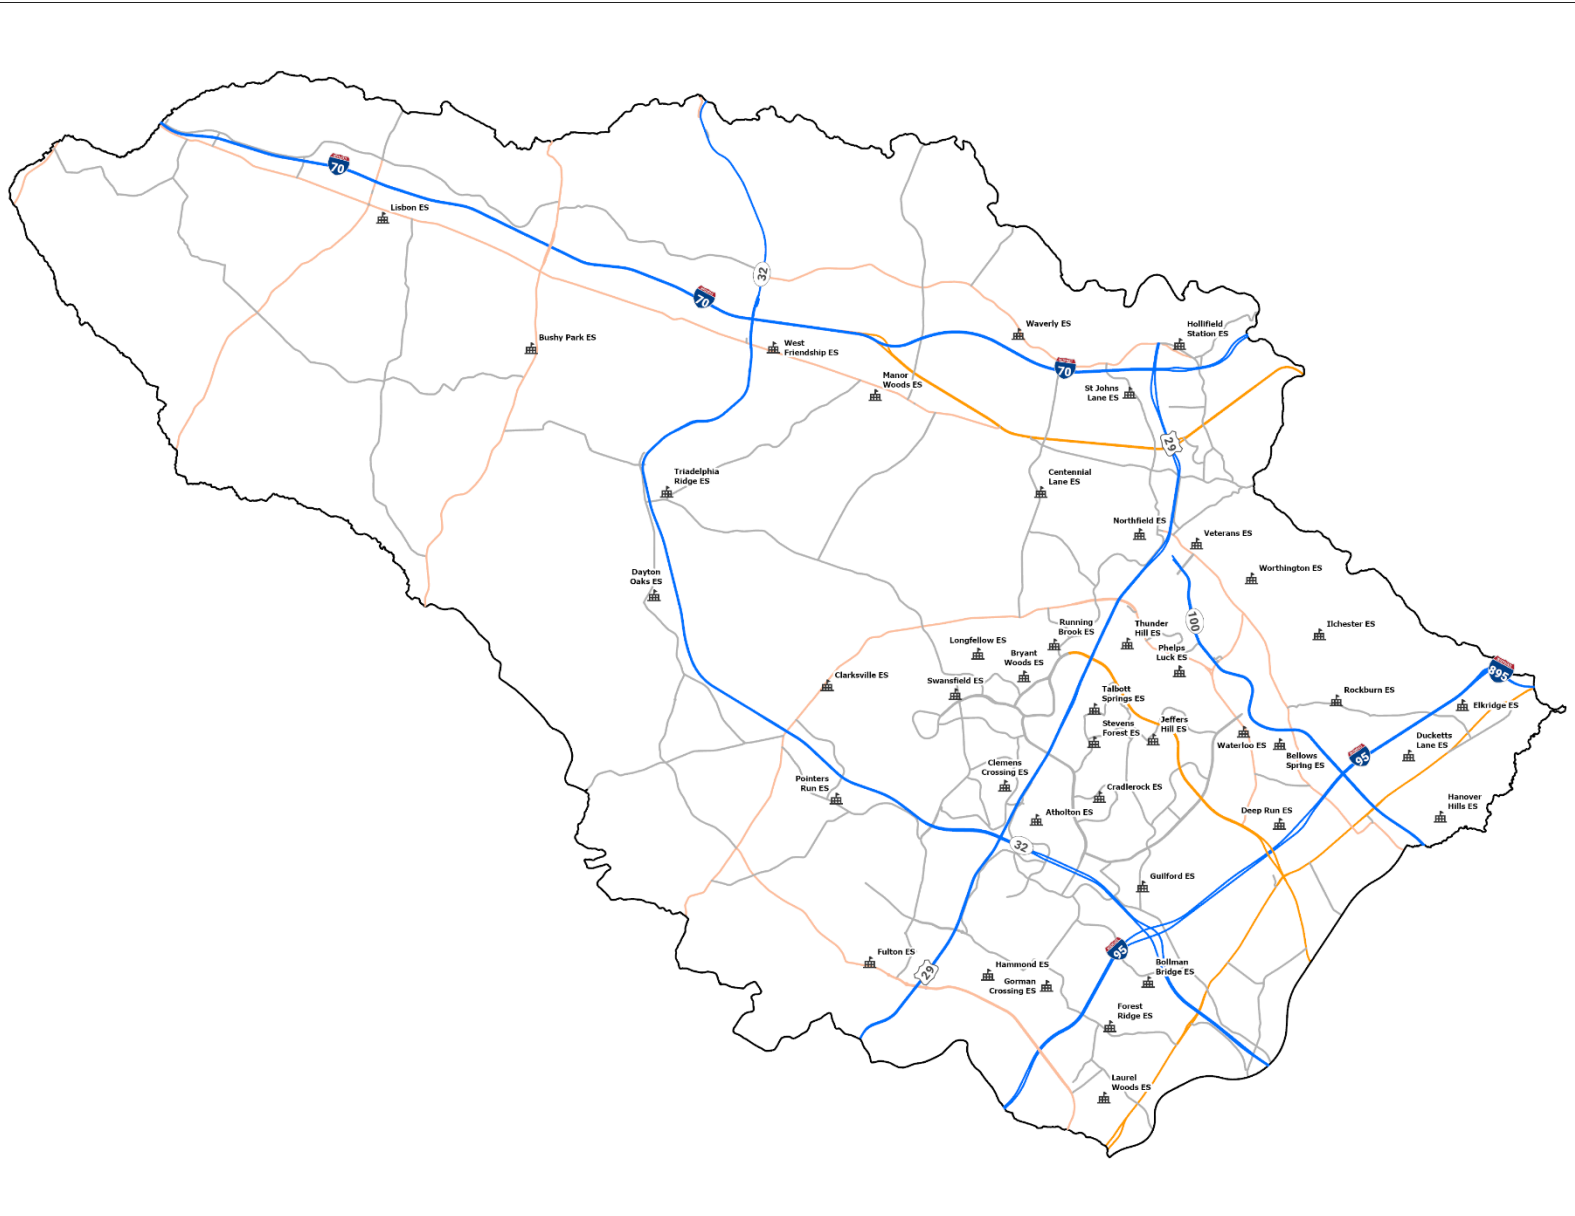 70
Lisbon ES
32
70
Bushy Park ES
West
Friendship ES
Manor
Woods ES
Waverly ES
Hollifield
Station ES
70
St Johns
Lane ES
29
Triadelphia
Ridge ES
Centennial
Lane ES
Northfield ES
Veterans ES
Dayton
Oaks ES
Worthington ES
100
Ilchester ES
Running
Brook ES
Thunder
Hill ES
Longfellow ES
Bryant
Woods ES
Phelps
Luck ES
Clarksville ES
Swansfield ES
895
Talbott
Springs ES
Rockburn ES
Elkridge ES
Stevens
Forest ES
Jeffers
Hill ES
Waterloo ES
Bellows
Spring ES
Ducketts
Lane ES
95
Clemens
Crossing ES
Pointers
Run ES
Cradlerock ES
Atholton ES
Deep Run ES
Hanover
Hills ES
32
Guilford ES
Fulton ES
95
29
Hammond ES
Gorman
Crossing ES
Bollman
Bridge ES
Forest
Ridge ES
Laurel
Woods ES